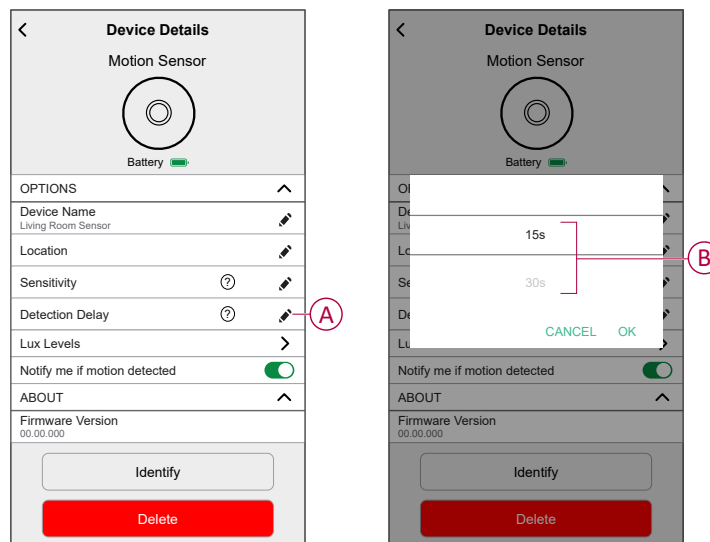 Device Details
Motion Sensor
Battery
OPTIONS
Device Name
Living Room Sensor
Location
Sensitivity ?
Detection Delay ?
A
Lux Levels
Notify me if motion detected
ABOUT
Firmware Version
00.00.000
Identify
Delete
Device Details
Motion Sensor
Battery
15s
30s
B
CANCEL OK
Notify me if motion detected
ABOUT
Firmware Version
00.00.000
Identify
Delete